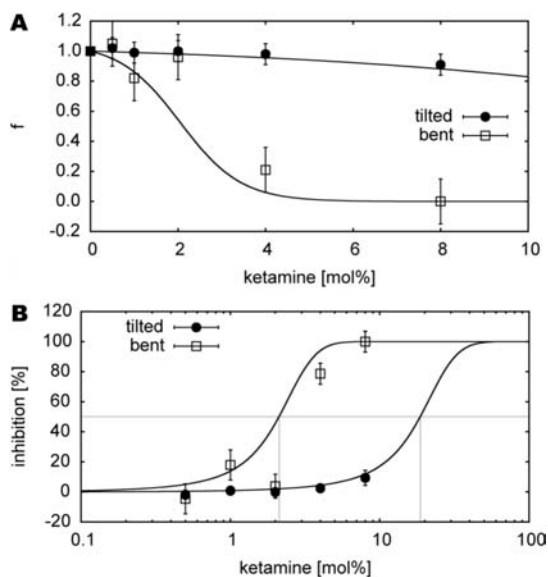 A
1.2
1.0
0.8
0.6
0.4
0.2
0.0
-0.2
f
tilted
bent
0 2 4 6 8 10
ketamine [mol%]
B
120
100
80
60
40
20
0
-20
inhibition [%]
tilted
bent
0.1 1 10 100
ketamine [mol%]